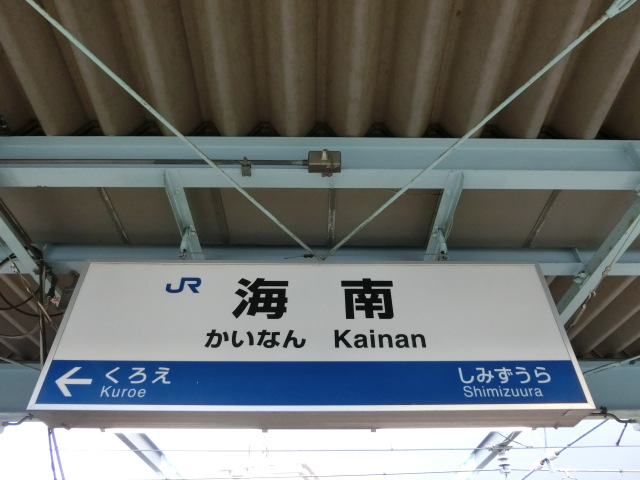 JR 海南
かいなん Kainan
← くろえ しみずうら
Kuroe Shimizuura